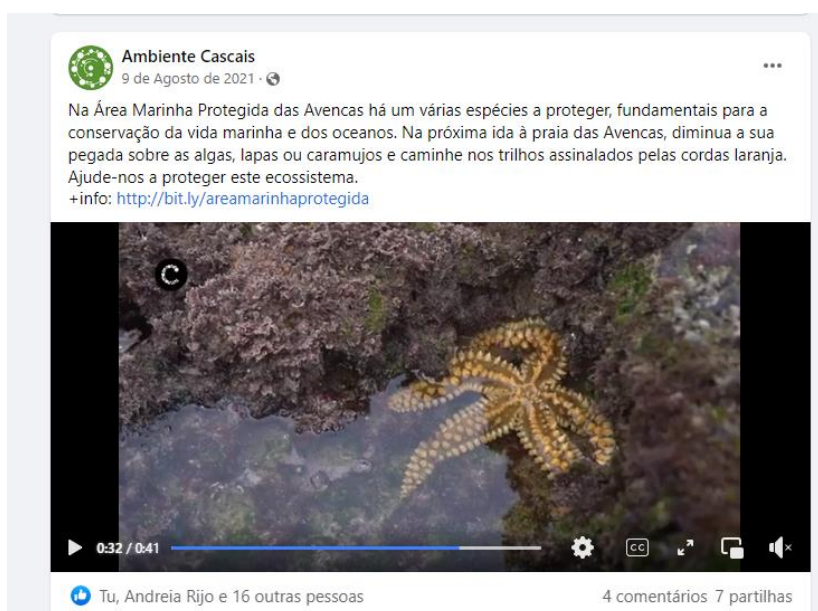 Ambiente Cascais
9 de Agosto de 2021 ·
Na Área Marinha Protegida das Avencas há um várias espécies a proteger, fundamentais para a
conservação da vida marinha e dos oceanos. Na próxima ida à praia das Avencas, diminua a sua
pegada sobre as algas, lapas ou caramujos e caminhe nos trilhos assinalados pelas cordas laranja.
Ajude-nos a proteger este ecossistema.
+info: http://bit.ly/areamarinhaprotegida
C
0:32 / 0:41 CC
Tu, Andreia Rijo e 16 outras pessoas 4 comentários 7 partilhas